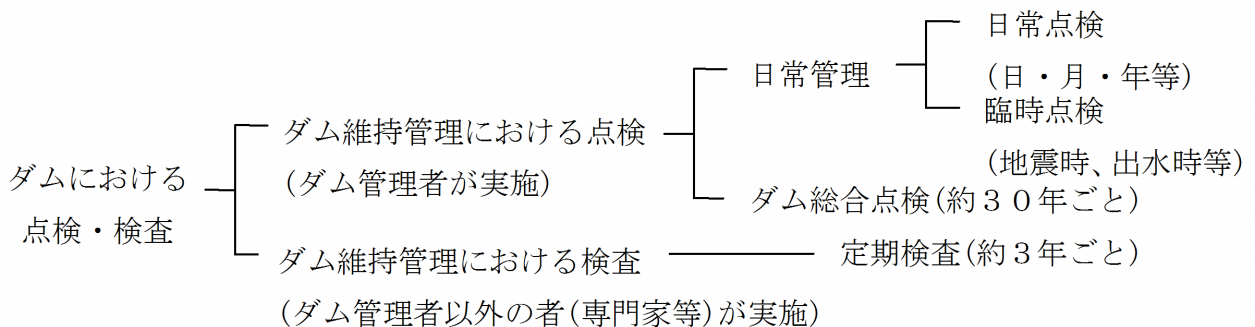 ダムにおける
点検・検査
ダム維持管理における点検
(ダム管理者が実施)
日常管理
日常点検
(日・月・年等)
臨時点検
(地震時、出水時等)
ダム総合点検(約３０年ごと)
ダム維持管理における検査
(ダム管理者以外の者(専門家等)が実施)
定期検査(約３年ごと)